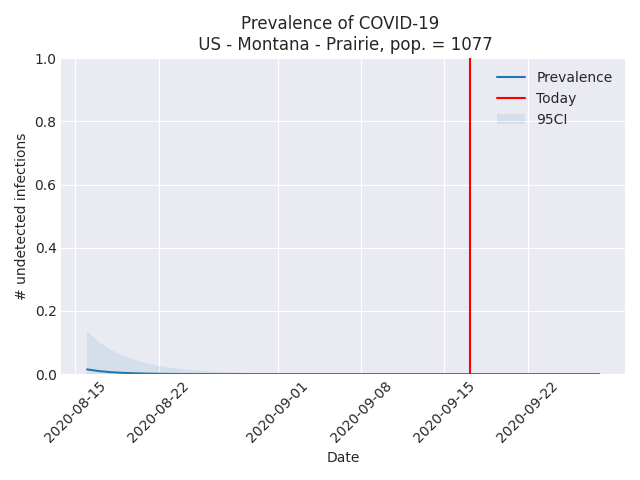 Prevalence of COVID-19
US - Montana - Prairie, pop. = 1077
Prevalence
Today
95CI
# undetected infections
1.0
0.8
0.6
0.4
0.2
0.0
2020-08-15
2020-08-22
2020-09-01
2020-09-08
2020-09-15
2020-09-22
Date